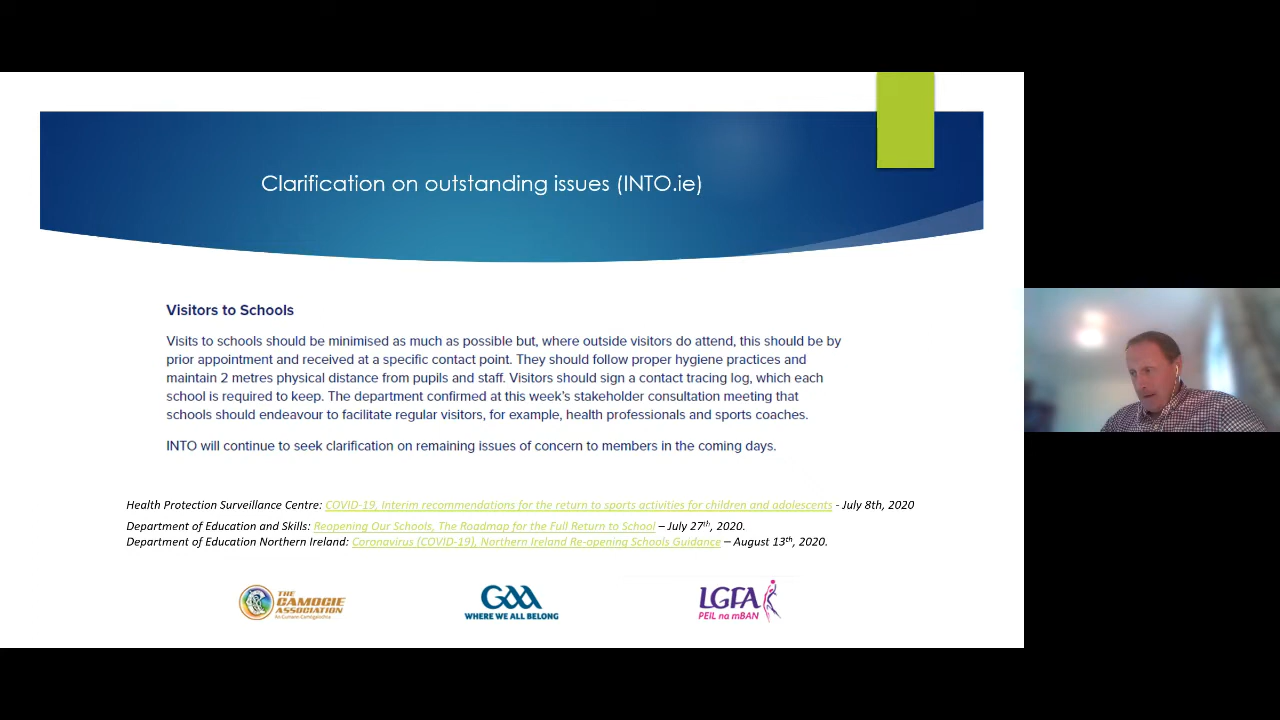 Clarification on outstanding issues (INTO.ie)
Visitors to Schools
Visits to schools should be minimised as much as possible but, where outside visitors do attend, this should be by
prior appointment and received at a specific contact point. They should follow proper hygiene practices and
maintain 2 metres physical distance from pupils and staff. Visitors should sign a contact tracing log, which each
school is required to keep. The department confirmed at this week's stakeholder consultation meeting that
schools should endeavour to facilitate regular visitors, for example, health professionals and sports coaches.
INTO will continue to seek clarification on remaining issues of concern to members in the coming days.
Health Protection Surveillance Centre: COVID-19, Interim recommendations for the return to sports activities for children and adolescents - July 8th, 2020
Department of Education and Skills: Reopening Our Schools, The Roadmap for the Full Return to School – July 27th, 2020.
Department of Education Northern Ireland: Coronavirus (COVID-19), Northern Ireland Re-opening Schools Guidance – August 13th, 2020.
THE
CAMOGIE
ASSOCIATION
An Cumann Camógaíochta
GAA
WHERE WE ALL BELONG
LGFA
PEIL na mBAN